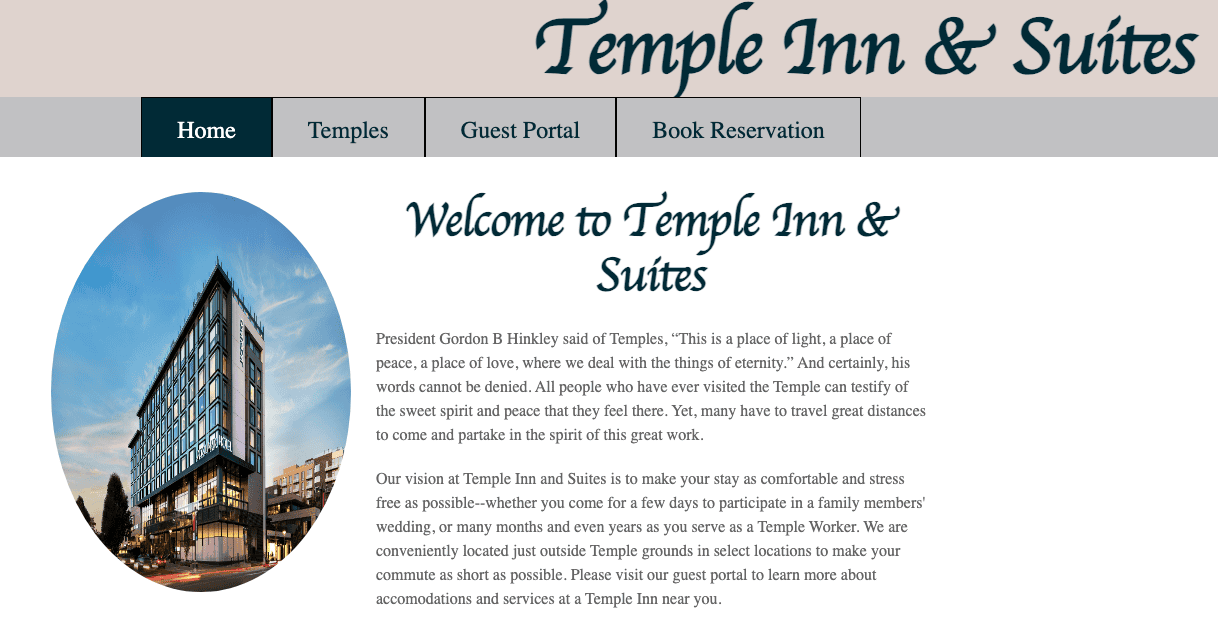 Temple Inn & Suites
Home Temples Guest Portal Book Reservation
Welcome to Temple Inn &
Suites
President Gordon B Hinkley said of Temples, “This is a place of light, a place of
peace, a place of love, where we deal with the things of eternity.” And certainly, his
words cannot be denied. All people who have ever visited the Temple can testify of
the sweet spirit and peace that they feel there. Yet, many have to travel great distances
to come and partake in the spirit of this great work.
Our vision at Temple Inn and Suites is to make your stay as comfortable and stress
free as possible--whether you come for a few days to participate in a family members'
wedding, or many months and even years as you serve as a Temple Worker. We are
conveniently located just outside Temple grounds in select locations to make your
commute as short as possible. Please visit our guest portal to learn more about
accomodations and services at a Temple Inn near you.